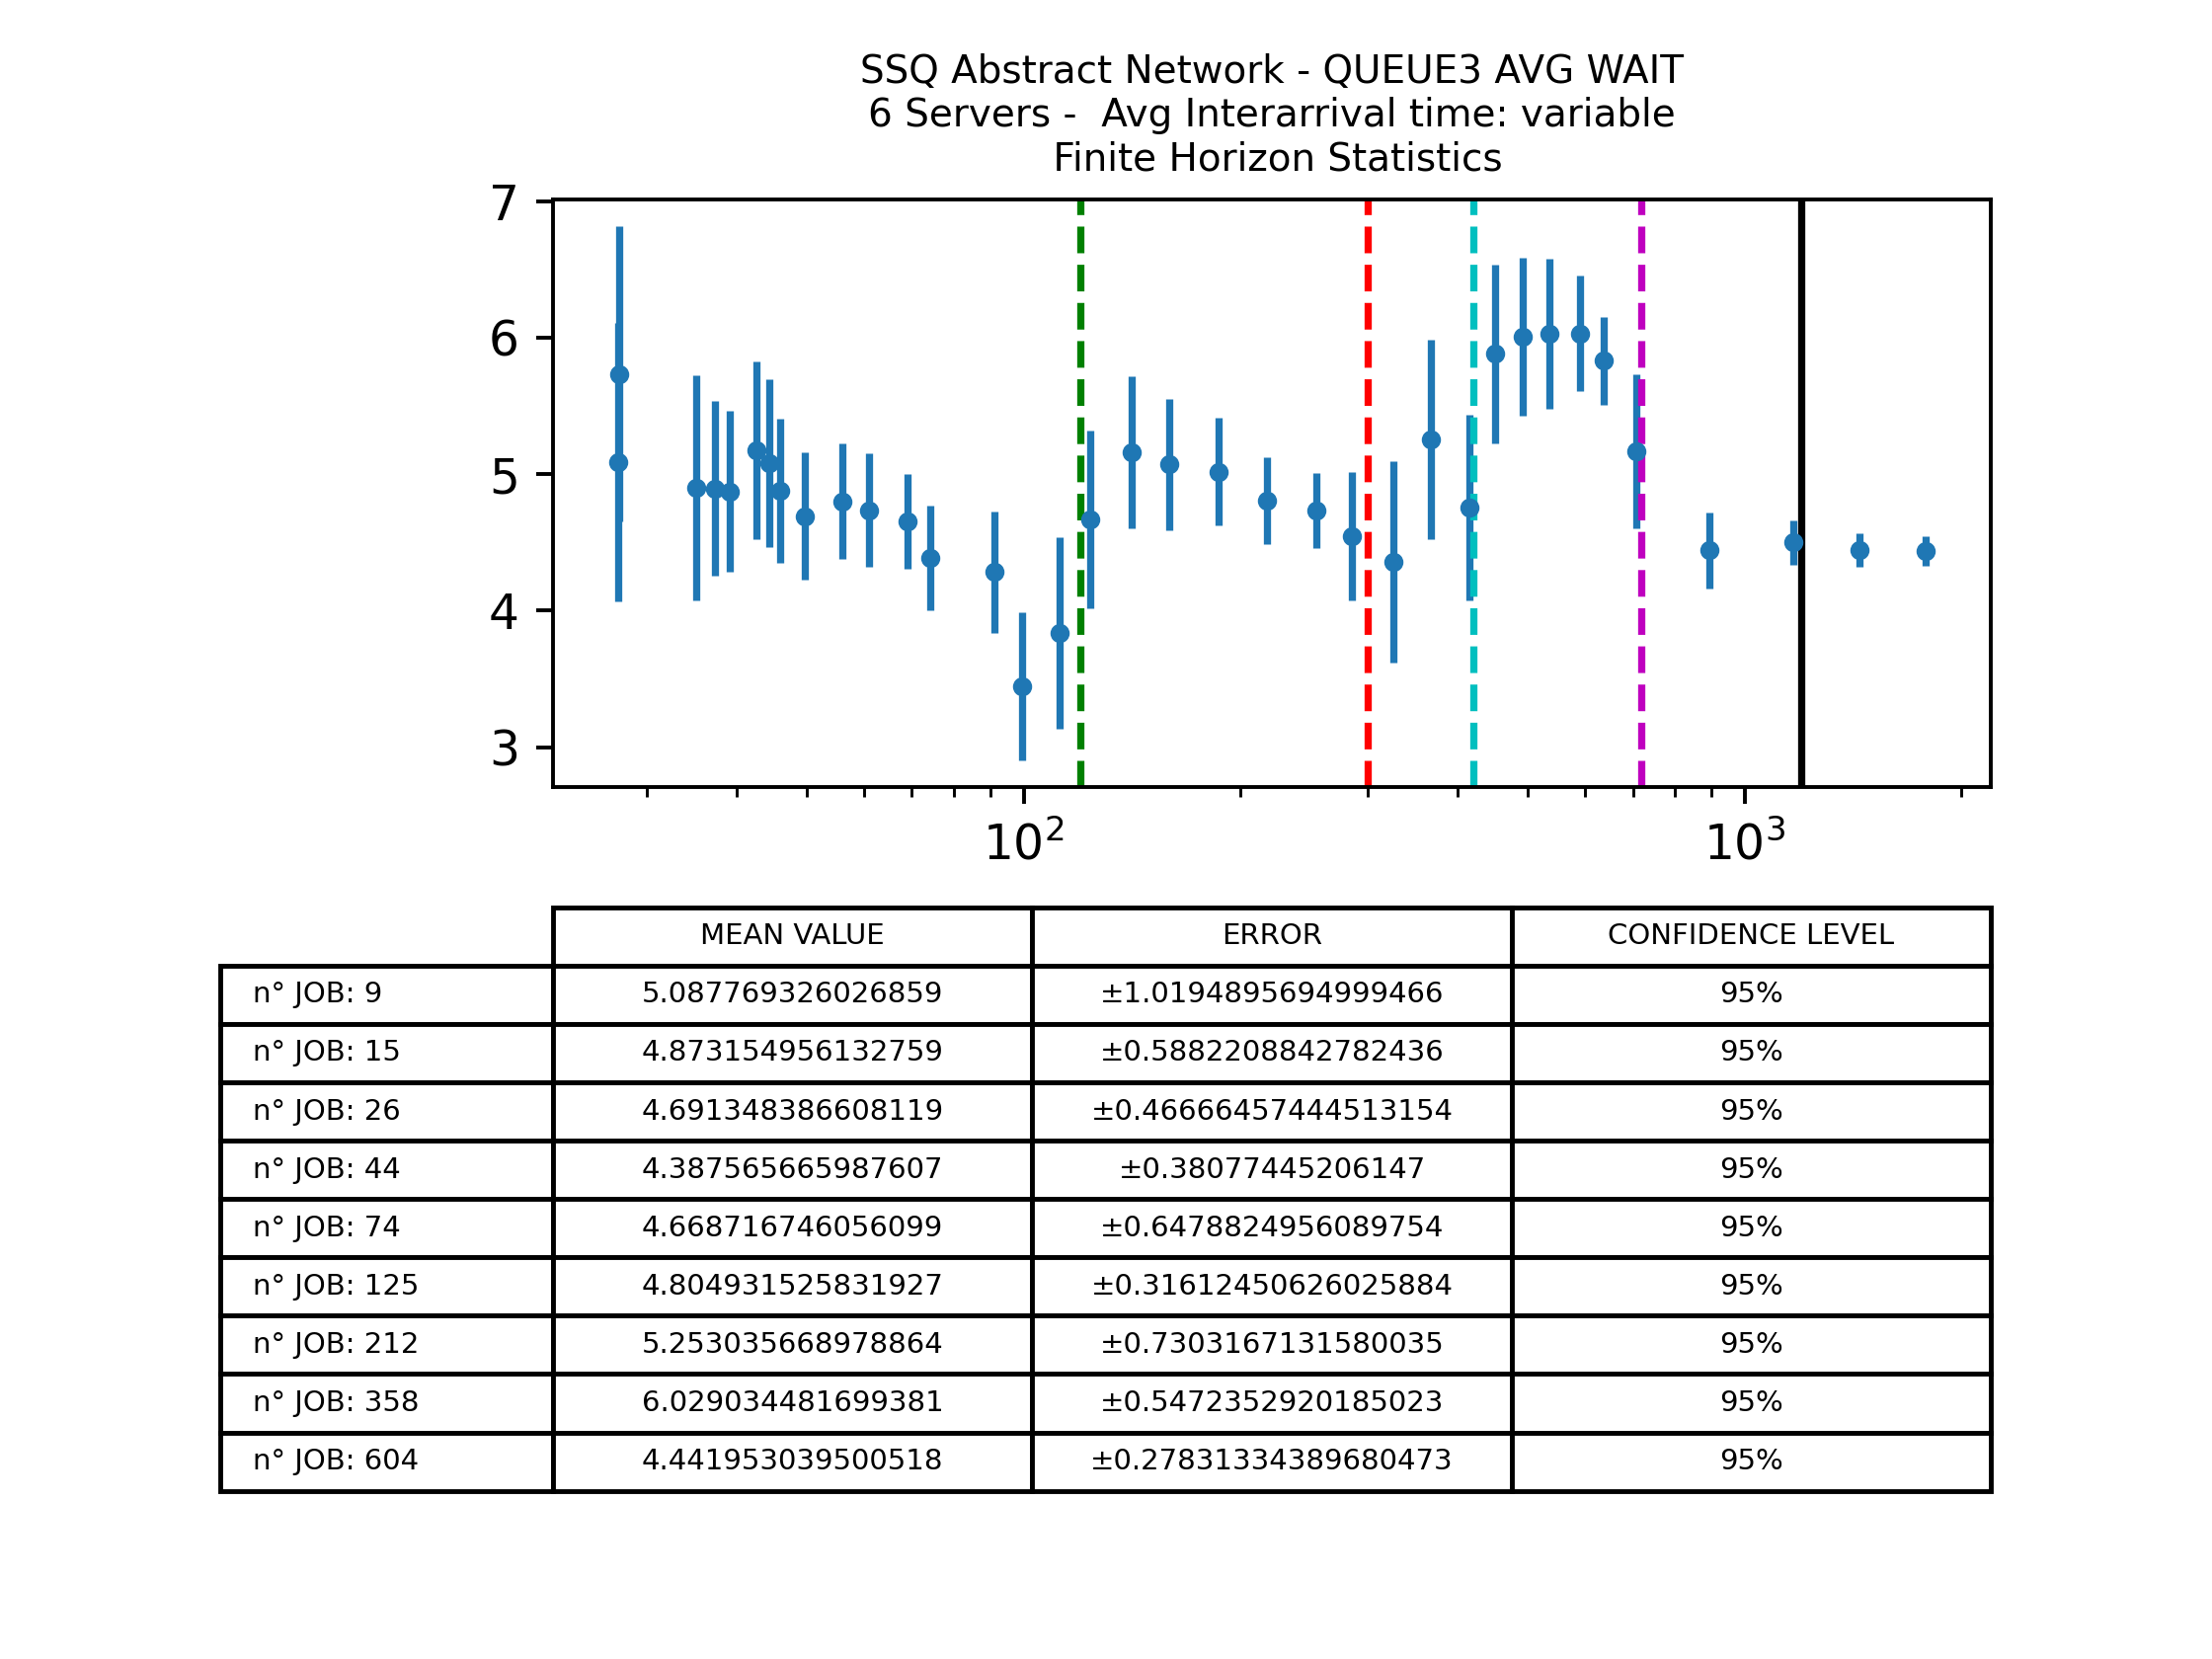 SSQ Abstract Network - QUEUE3 AVG WAIT
6 Servers -  Avg Interarrival time: variable
Finite Horizon Statistics
7
6
5
4
3
10² 10³
MEAN VALUE ERROR CONFIDENCE LEVEL
n° JOB: 9 5.087769326026859 ±1.0194895694999466 95%
n° JOB: 15 4.873154956132759 ±0.5882208842782436 95%
n° JOB: 26 4.691348386608119 ±0.46666457444513154 95%
n° JOB: 44 4.387565665987607 ±0.38077445206147 95%
n° JOB: 74 4.668716746056099 ±0.6478824956089754 95%
n° JOB: 125 4.804931525831927 ±0.31612450626025884 95%
n° JOB: 212 5.253035668978864 ±0.7303167131580035 95%
n° JOB: 358 6.029034481699381 ±0.5472352920185023 95%
n° JOB: 604 4.441953039500518 ±0.27831334389680473 95%